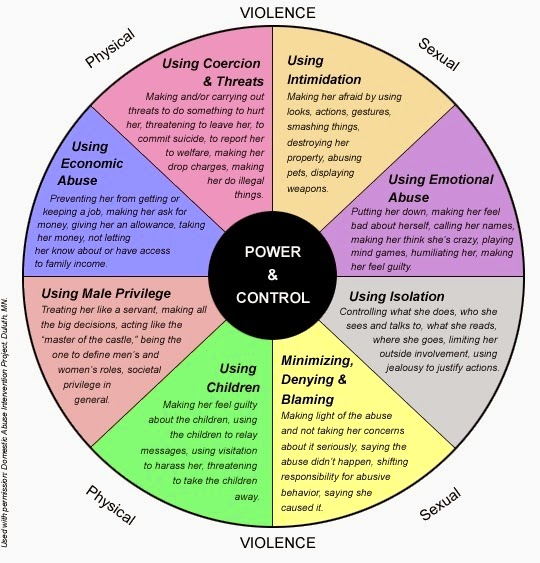 VIOLENCE
Physical
Sexual
Using Coercion
& Threats
Making and/or carrying out
threats to do something to hurt
her, threatening to leave her, to
commit suicide, to report her
to welfare, making her
drop charges, making
her do illegal
things.
Using
Intimidation
Making her afraid by using
looks, actions, gestures,
smashing things,
destroying her
property, abusing
pets, displaying
weapons.
Using
Economic
Abuse
Preventing her from getting or
keeping a job, making her ask for
money, giving her an allowance, taking
her money, not letting
her know about or have access
to family income.
Using Emotional
Abuse
Putting her down, making her feel
bad about herself, calling her names,
making her think she's crazy, playing
mind games, humiliating her, making
her feel guilty.
POWER
&
CONTROL
Using Male Privilege
Treating her like a servant, making all
the big decisions, acting like the
"master of the castle," being the
one to define men's and
women's roles, societal
privilege in
general.
Using Isolation
Controlling what she does, who she
sees and talks to, what she reads,
where she goes, limiting her
outside involvement, using
jealousy to justify actions.
Using
Children
Making her feel guilty
about the children, using
the children to relay
messages, using visitation
to harass her, threatening
to take the children
away.
Minimizing,
Denying &
Blaming
Making light of the abuse
and not taking her concerns
about it seriously, saying the
abuse didn't happen, shifting
responsibility for abusive
behavior, saying she
caused it.
Physical
Sexual
VIOLENCE
Used with permission: Domestic Abuse Intervention Project. Duluth, MN.